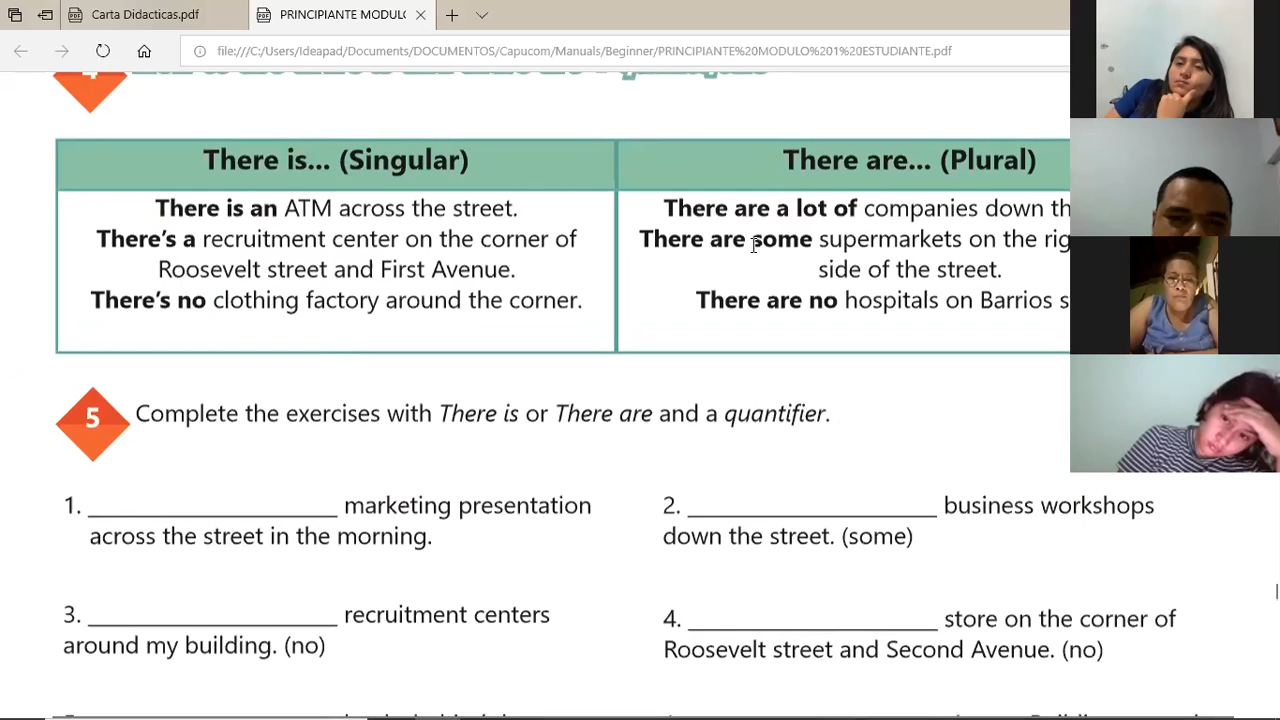 Carta Didacticas.pdf
PRINCIPIANTE MODULO
file:///C:/Users/Ideapad/Documents/DOCUMENTOS/Capucom/Manuals/Beginner/PRINCIPIANTE%20MODULO%201%20ESTUDIANTE.pdf
There is... (Singular)
There are... (Plural)
There is an ATM across the street.
There's a recruitment center on the corner of
Roosevelt street and First Avenue.
There's no clothing factory around the corner.
There are a lot of companies down th
There are some supermarkets on the rig
side of the street.
There are no hospitals on Barrios s
5
Complete the exercises with There is or There are and a quantifier.
1. ____________________ marketing presentation
across the street in the morning.
2. ____________________ business workshops
down the street. (some)
3. ____________________ recruitment centers
around my building. (no)
4. ____________________ store on the corner of
Roosevelt street and Second Avenue. (no)